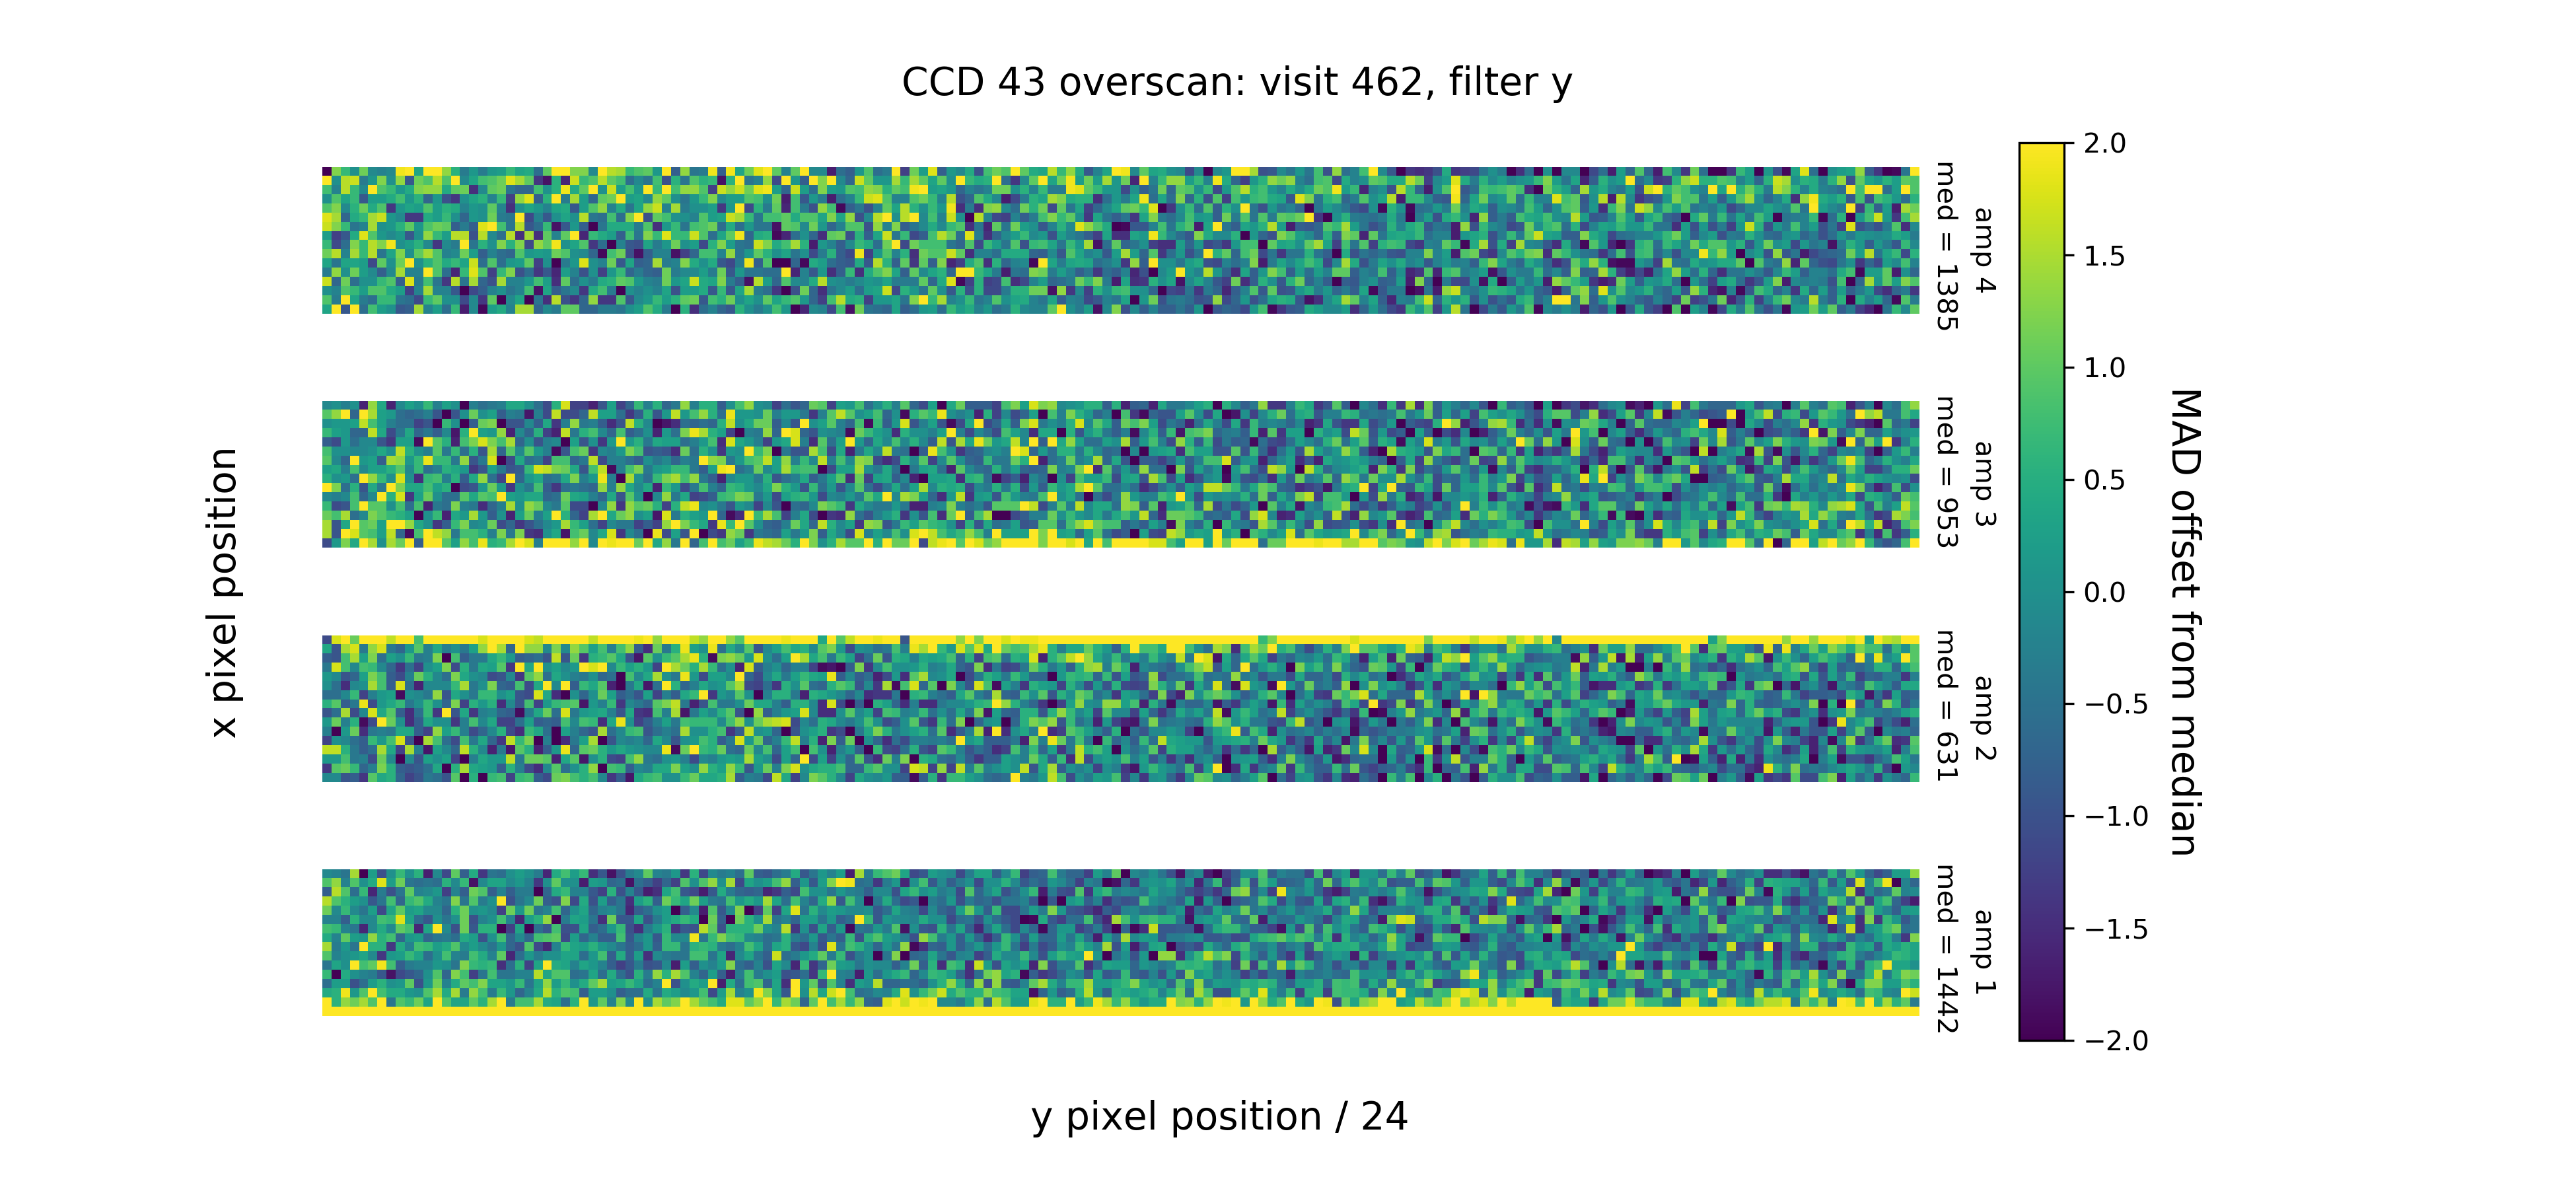 CCD 43 overscan: visit 462, filter y
x pixel position
amp 4
med = 1385
amp 3
med = 953
amp 2
med = 631
amp 1
med = 1442
2.0
1.5
1.0
0.5
0.0
−0.5
−1.0
−1.5
−2.0
MAD offset from median
y pixel position / 24